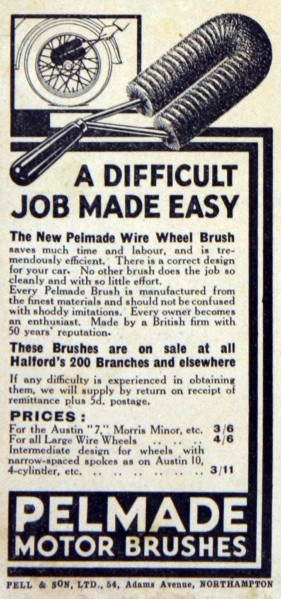 A DIFFICULT
JOB MADE EASY
The New Pelmade Wire Wheel Brush
saves much time and labour, and is tre-
mendously efficient. There is a correct design
for your car. No other brush does the job so
cleanly and with so little effort.
Every Pelmade Brush is manufactured from
the finest materials and should not be confused
with shoddy imitations. Every owner becomes
an enthusiast. Made by a British firm with
50 years' reputation.
These Brushes are on sale at all
Halford's 200 Branches and elsewhere
If any difficulty is experienced in obtaining
them, we will supply by return on receipt of
remittance plus 5d. postage.
PRICES :
For the Austin "7," Morris Minor, etc. 3/6
For all Large Wire Wheels .. .. .. 4/6
Intermediate design for wheels with
narrow-spaced spokes as on Austin 10,
4-cylinder, etc. .. .. .. .. .. 3/11
PELMADE
MOTOR BRUSHES
PELL & SON, LTD., 54, Adams Avenue, NORTHAMPTON